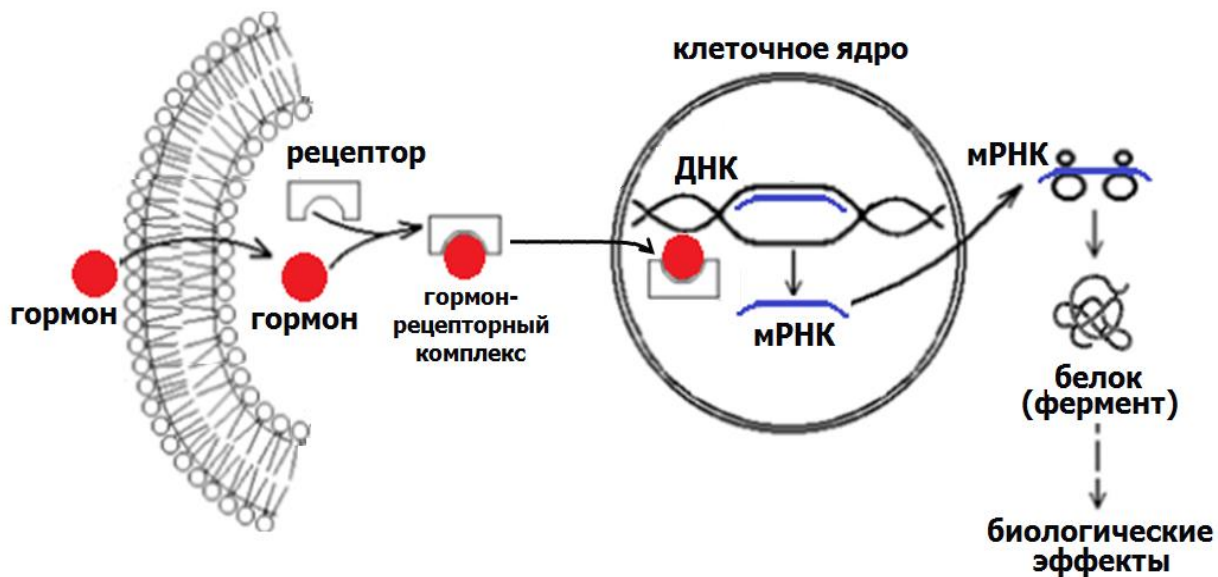 клеточное ядро
рецептор
ДНК
мРНК
гормон
гормон
гормон-
рецепторный
комплекс
мРНК
белок
(фермент)
биологические
эффекты